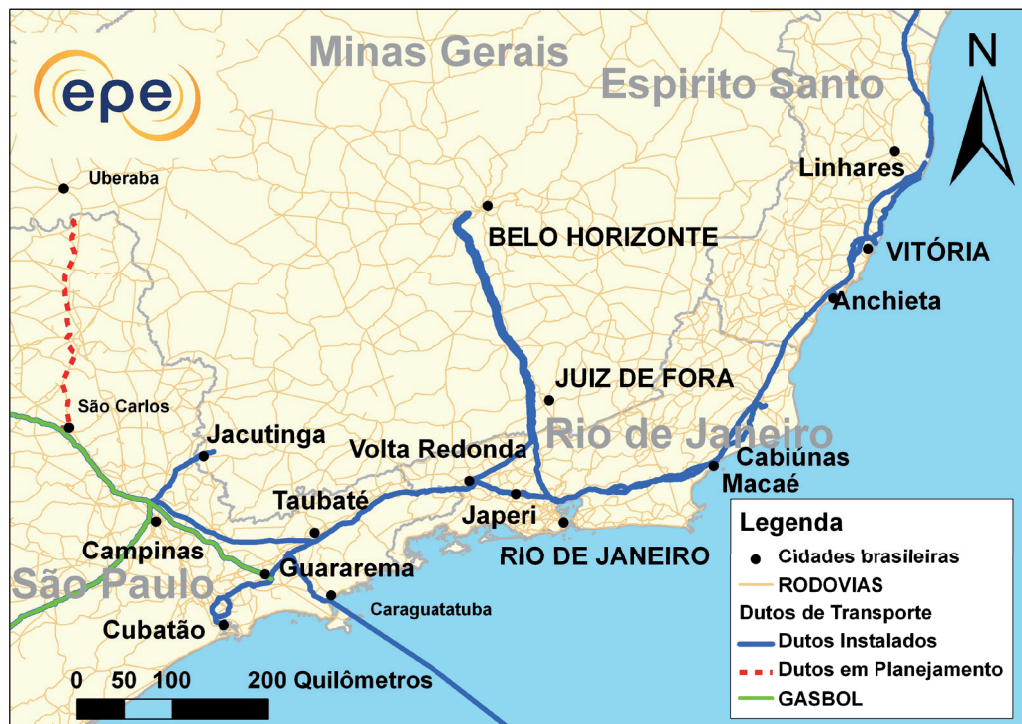 Minas Gerais
N
Espirito Santo
epe
Linhares
Uberaba
BELO HORIZONTE
VITÓRIA
Anchieta
JUIZ DE FORA
São Carlos
Jacutinga
Rio de Janeiro
Volta Redonda
Cabiúnas
Macaé
Taubaté
Japeri
Campinas
RIO DE JANEIRO
São Paulo
Guararema
Caraguatatuba
Cubatão
0 50 100 200 Quilômetros
Legenda
Cidades brasileiras
RODOVIAS
Dutos de Transporte
Dutos Instalados
Dutos em Planejamento
GASBOL